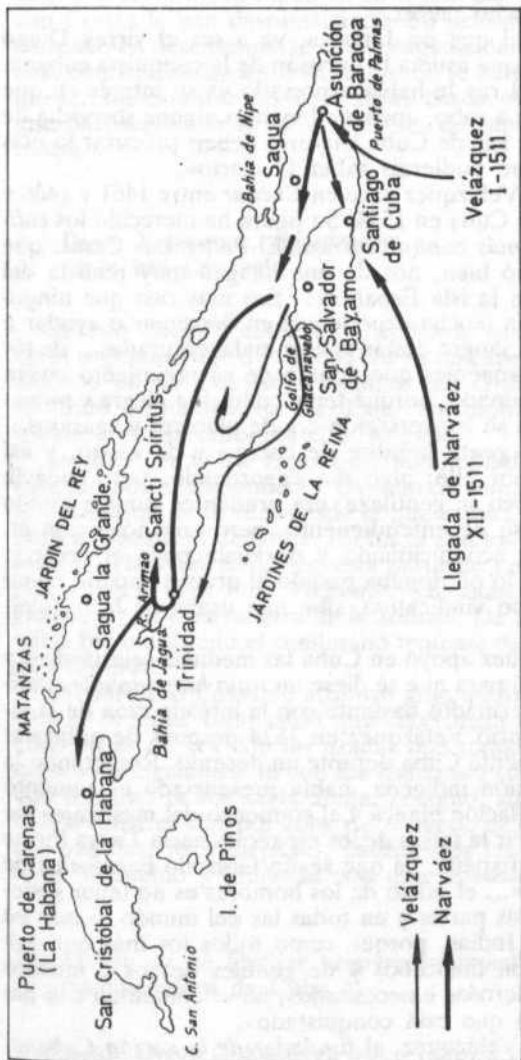 Puerto de Carenas
(La Habana)
MATANZAS
JARDIN DEL REY
San Cristóbal de la Habana
Sagua la Grande
Arimao
Sancti Spíritus
Bahía de Jagua
Trinidad
C. San Antonio
I. de Pinos
JARDINES DE LA REINA
Bahía de Nipe
Sagua
Golfo de
Guacanayabo
San Salvador
de Bayamo
Asunción
de Baracoa
Puerto de Palmas
Santiago
de Cuba
Velázquez
Narváez
Llegada de Narváez
XII-1511
Velázquez
I-1511